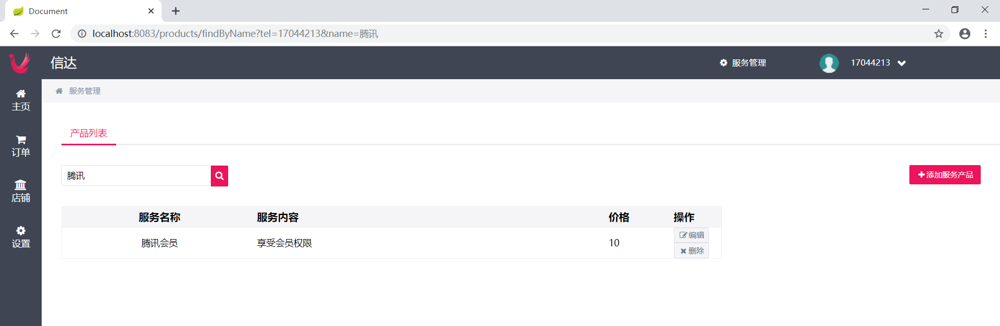 Document
localhost:8083/products/findByName?tel=17044213&name=腾讯
信达
服务管理
17044213
服务管理
主页
订单
店铺
设置
产品列表
腾讯
添加服务产品
服务名称 服务内容 价格 操作
腾讯会员 享受会员权限 10 编辑
删除